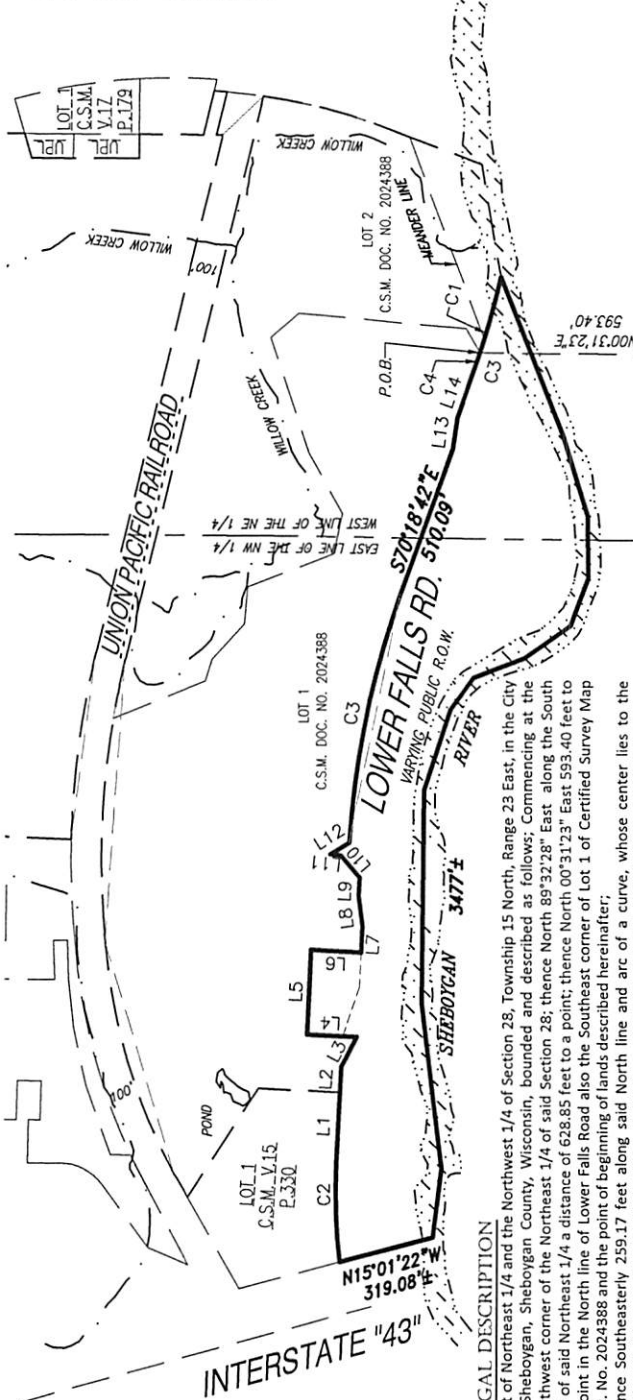 LOT 1
C.S.M.
V.17
P.179
UPL
UPL
WILLOW CREEK
WILLOW CREEK
100'
UNION PACIFIC RAILROAD
WILLOW CREEK
LOT 2
C.S.M. DOC. NO. 2024388
MEANDER LINE
P.O.B.
C1
C4
C3
N00°31'23"E
593.40'
L14
L13
WEST LINE OF THE NE 1/4
EAST LINE OF THE NW 1/4
S70°18'42"E
510.09'
LOT 1
C.S.M. DOC. NO. 2024388
C3
LOWER FALLS RD.
VARYING PUBLIC R.O.W.
L12
L11
L10
L9
L8
L7
L6
L5
L4
L3
L2
L1
C2
100'
POND
LOT 1
C.S.M. V.15
P.330
SHEBOYGAN
RIVER
3477'±
N15°01'22"W
319.08'±
INTERSTATE "43"
GAL DESCRIPTION
t of Northeast 1/4 and the Northwest 1/4 of Section 28, Township 15 North, Range 23 East, in the City
Sheboygan, Sheboygan County, Wisconsin, bounded and described as follows; Commencing at the
thwest corner of the Northeast 1/4 of said Section 28; thence North 89°32'28" East along the South
of said Northeast 1/4 a distance of 628.85 feet to a point; thence North 00°31'23" East 593.40 feet to
oint in the North line of Lower Falls Road also the Southeast corner of Lot 1 of Certified Survey Map
. No. 2024388 and the point of beginning of lands described hereinafter;
nce Southeasterly 259.17 feet along said North line and arc of a curve, whose center lies to the